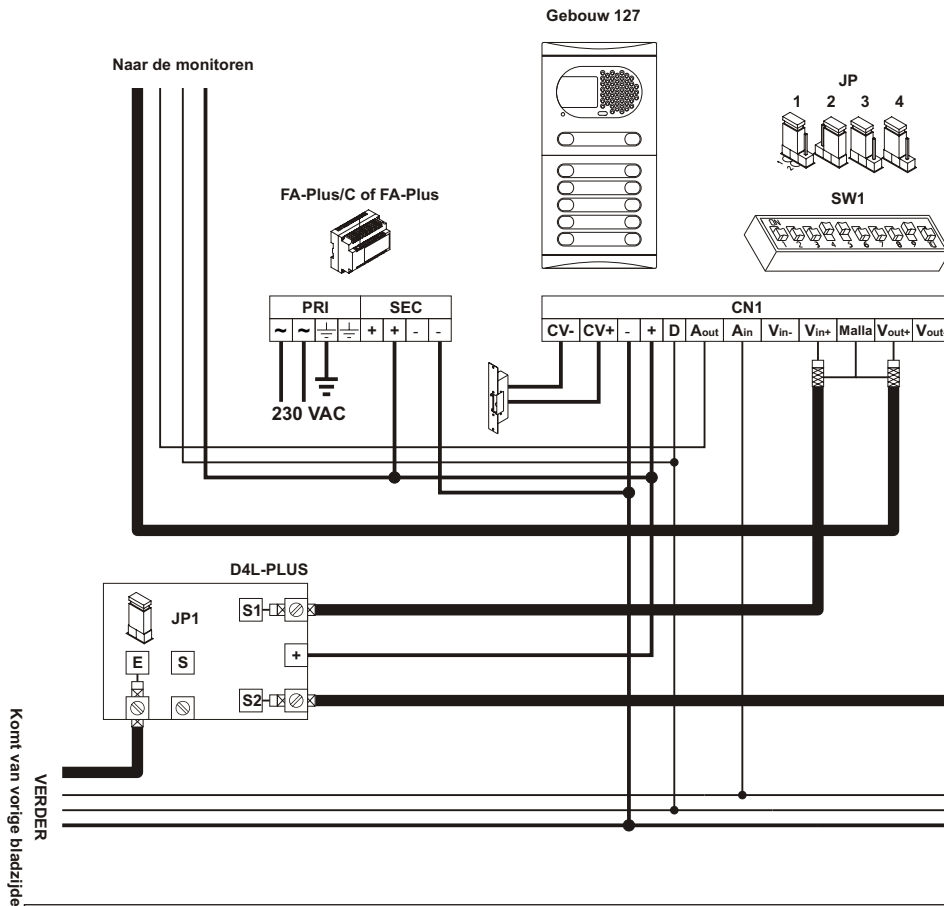 Gebouw 127
Naar de monitoren
JP
1 2 3 4
SW1
FA-Plus/C of FA-Plus
PRI SEC
~ ~ + + - -
230 VAC
CN1
CV- CV+ - + D Aout Ain Vin- Vin+ Malla Vout+ Vout-
D4L-PLUS
JP1
S1
+
E S
S2
VERDER
Komt van vorige bladzijde